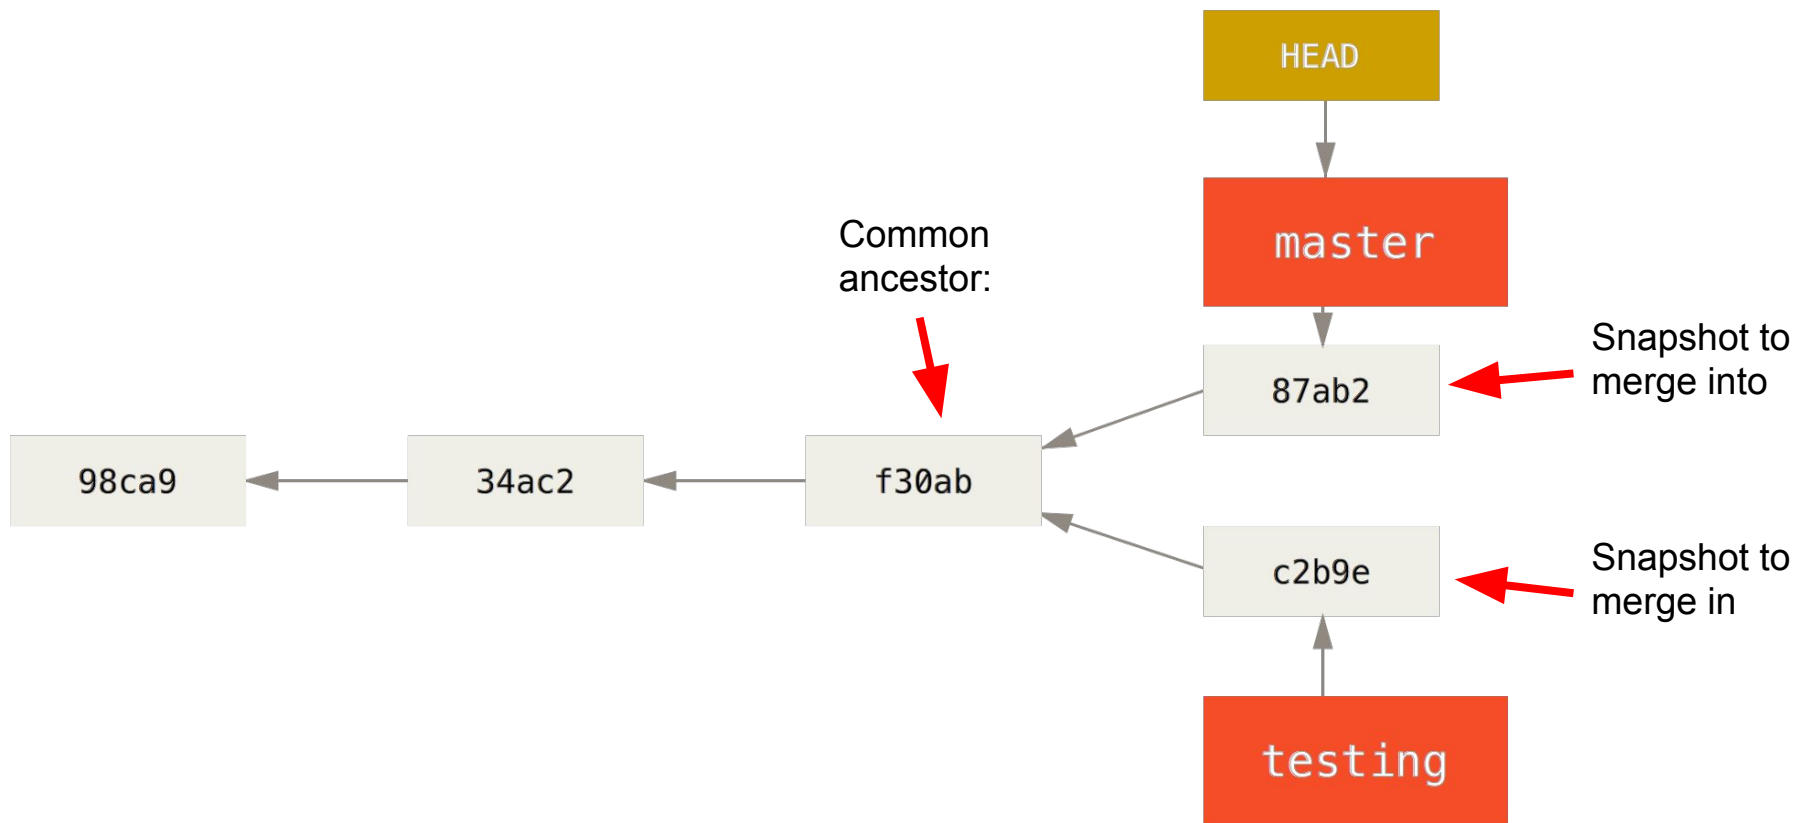 HEAD
master
Common
ancestor:
Snapshot to
merge into
87ab2
98ca9
34ac2
f30ab
c2b9e
Snapshot to
merge in
testing